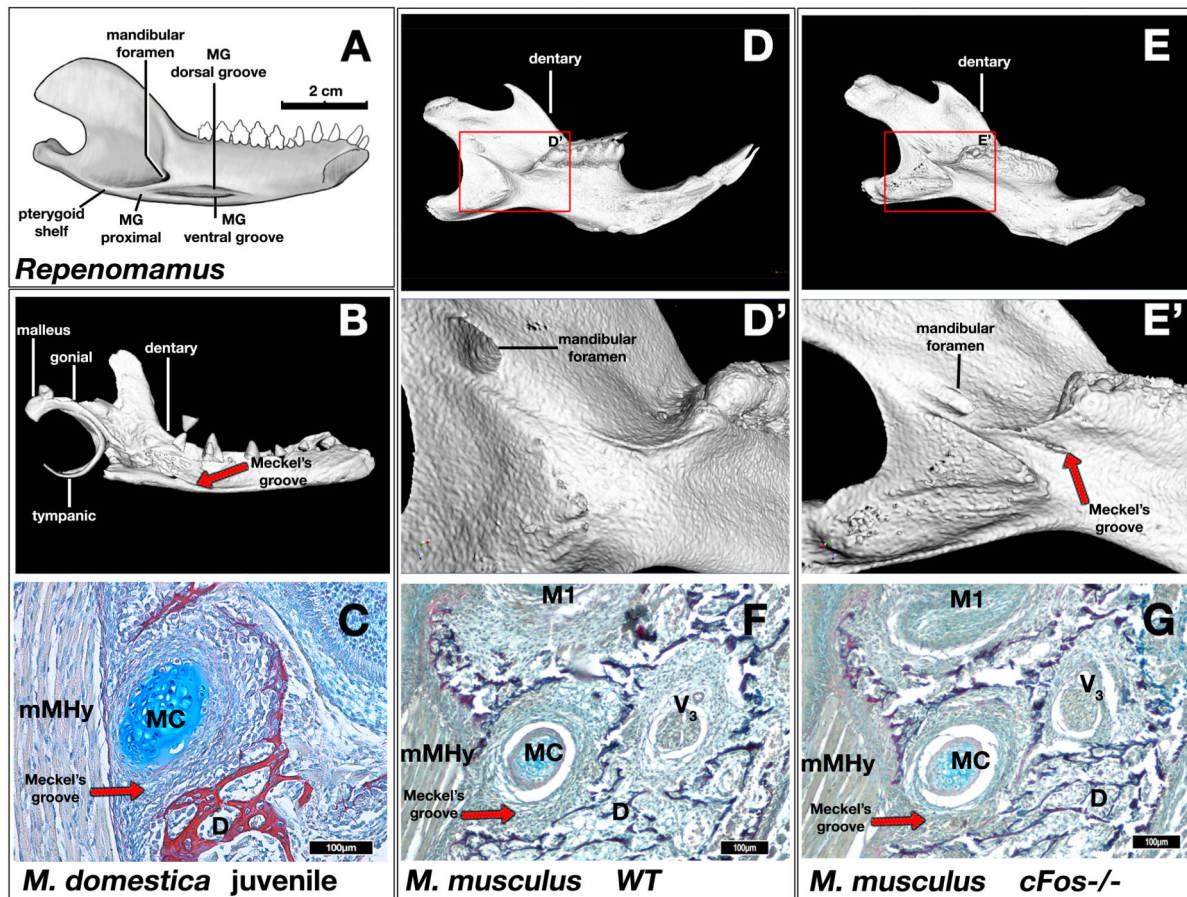 A
mandibular
foramen
MG
dorsal groove
2 cm
pterygoid
shelf
MG
proximal
MG
ventral groove
Repenomamus
B
malleus
gonial
dentary
Meckel's
groove
tympanic
C
mMHy
MC
Meckel's
groove
D
100μm
M. domestica juvenile
D
dentary
D'
D'
mandibular
foramen
M1
F
V3
mMHy
MC
Meckel's
groove
D
100μm
M. musculus WT
E
dentary
E'
E'
mandibular
foramen
Meckel's
groove
M1
G
V3
mMHy
MC
Meckel's
groove
D
100μm
M. musculus cFos-/-